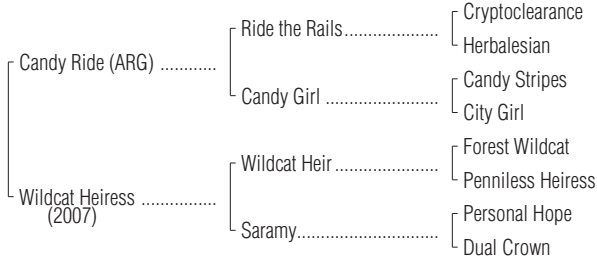 Cryptoclearance
Ride the Rails......................
Herbalesian
Candy Ride (ARG) ............
Candy Stripes
Candy Girl ..........................
City Girl
Forest Wildcat
Wildcat Heir........................
Penniless Heiress
Wildcat Heiress ................
(2007)
Personal Hope
Saramy.................................
Dual Crown